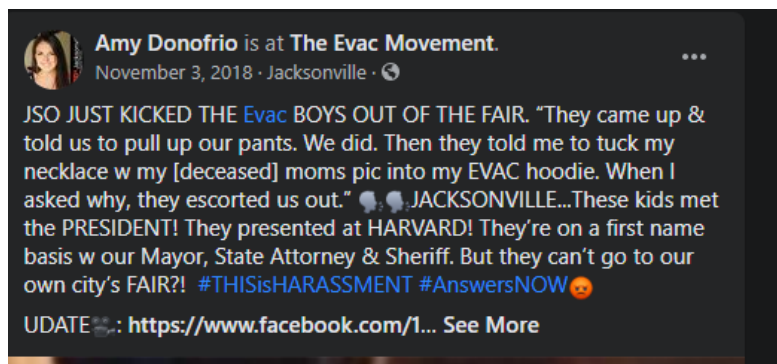 Amy Donofrio is at The Evac Movement.
November 3, 2018 · Jacksonville ·
JSO JUST KICKED THE Evac BOYS OUT OF THE FAIR. “They came up &
told us to pull up our pants. We did. Then they told me to tuck my
necklace w my [deceased] moms pic into my EVAC hoodie. When I
asked why, they escorted us out.” 🗣️🗣️JACKSONVILLE...These kids met
the PRESIDENT! They presented at HARVARD! They’re on a first name
basis w our Mayor, State Attorney & Sheriff. But they can’t go to our
own city’s FAIR?! #THISisHARASSMENT #AnswersNOW😡
UDATE🎥: https://www.facebook.com/1... See More